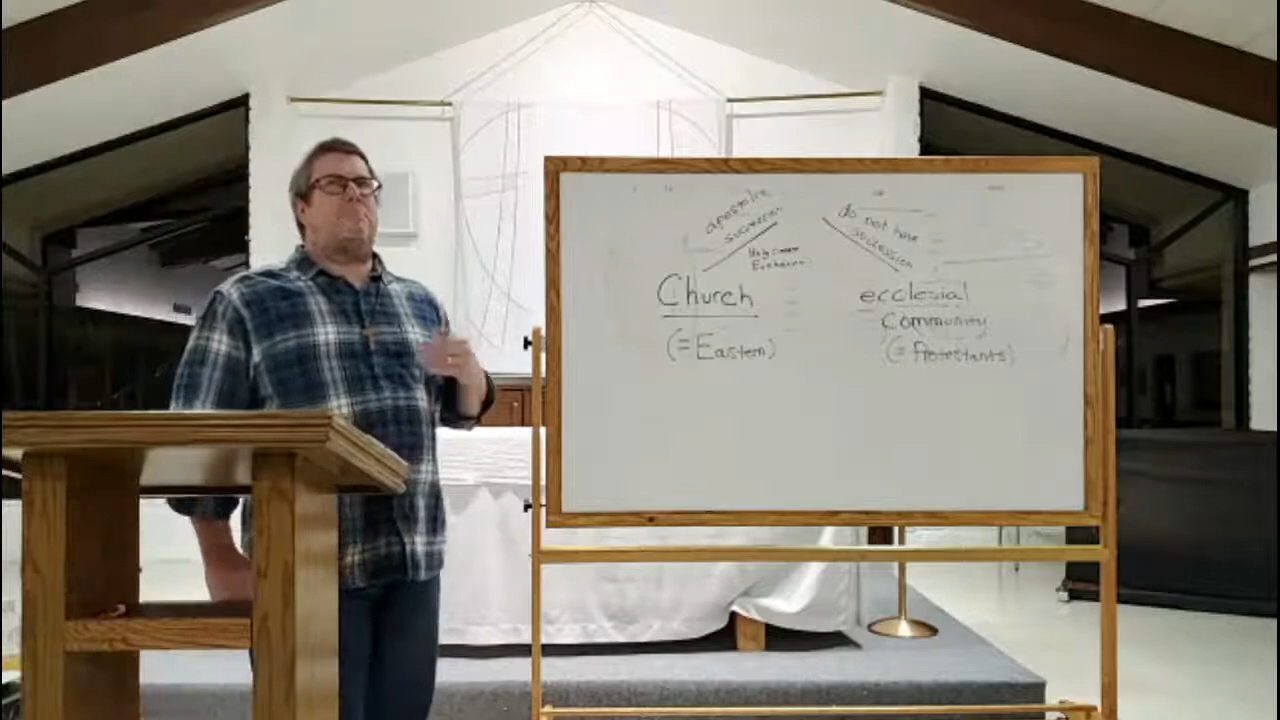 apostolic
succession
Holy Orders
Eucharist
Church
(= Eastern)
do not have
succession
ecclesial
Community
(= Protestants)